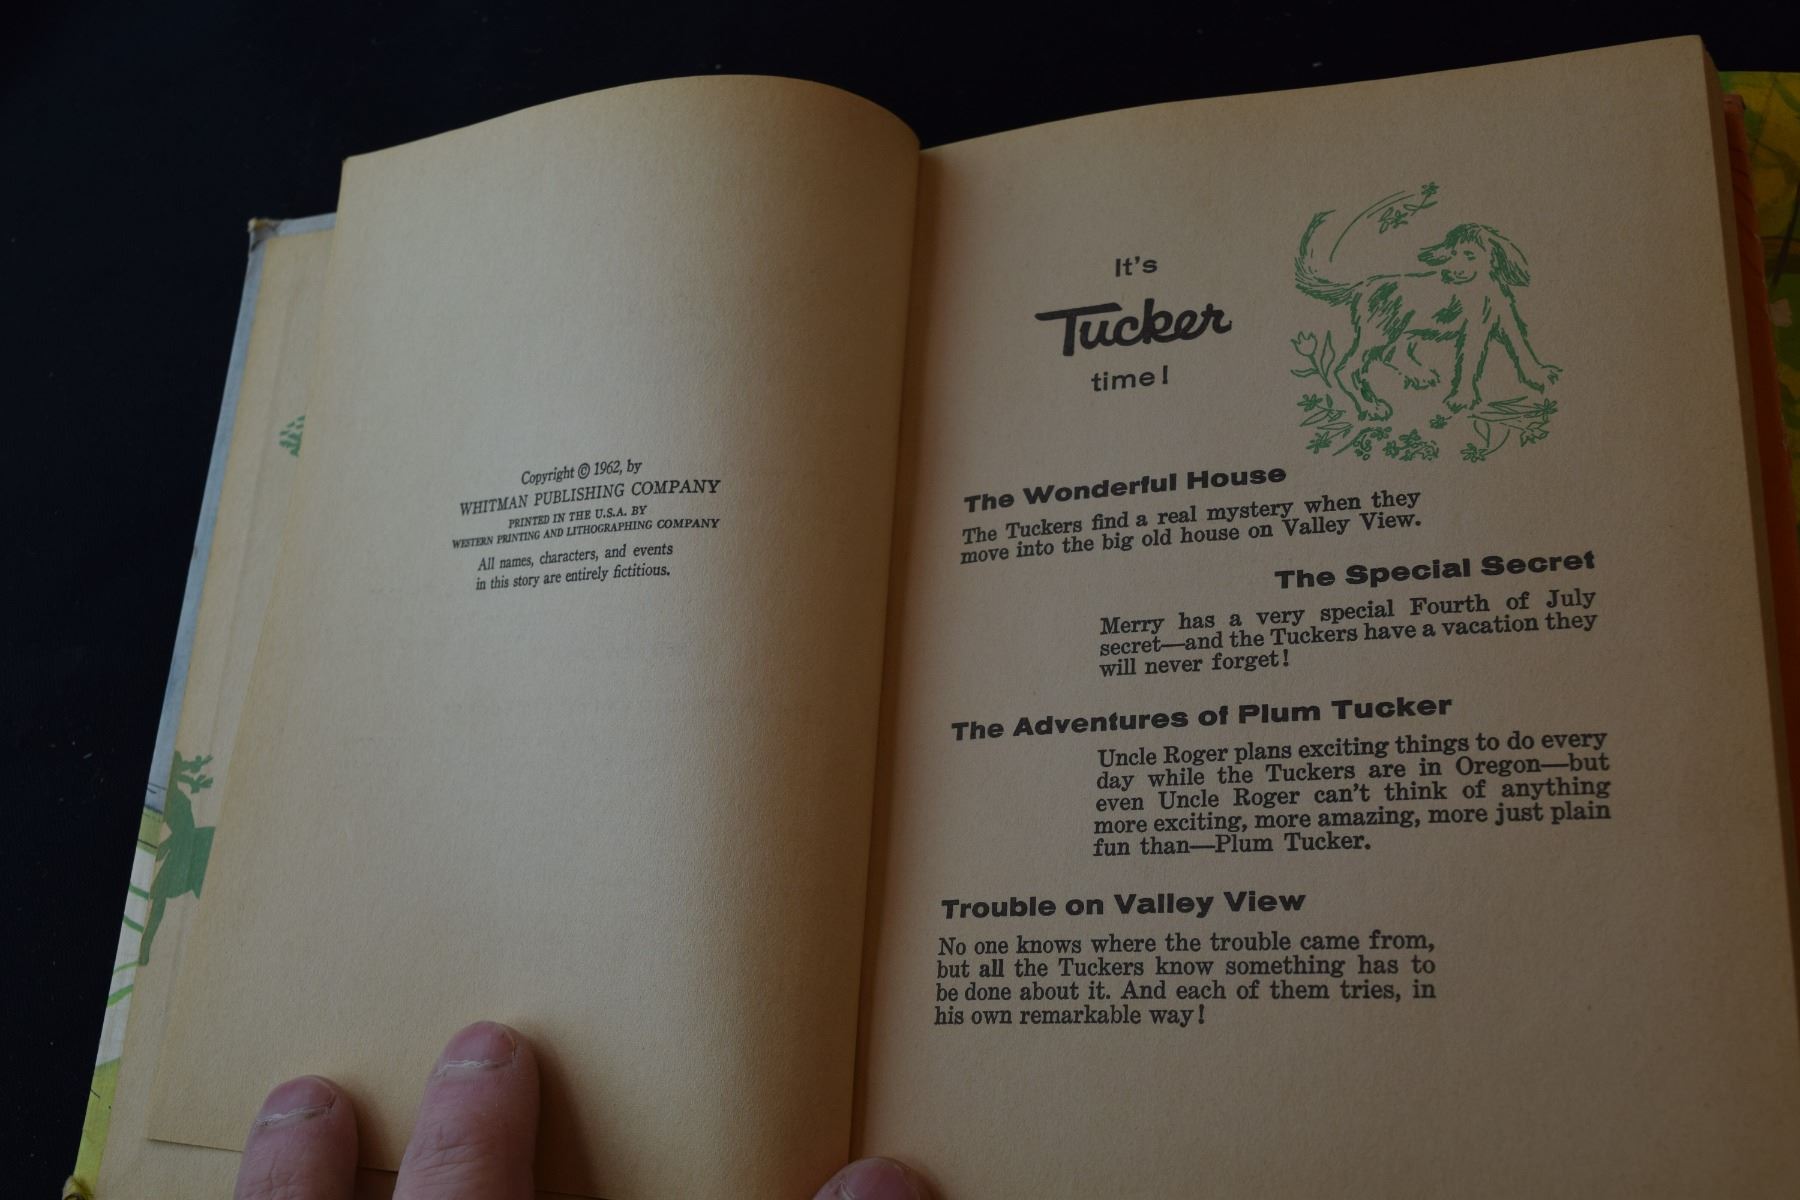 Copyright © 1962, by
WHITMAN PUBLISHING COMPANY
PRINTED IN THE U.S.A. BY
WESTERN PRINTING AND LITHOGRAPHING COMPANY
All names, characters, and events
in this story are entirely fictitious.
It's
Tucker
time!
The Wonderful House
The Tuckers find a real mystery when they
move into the big old house on Valley View.
The Special Secret
Merry has a very special Fourth of July
secret—and the Tuckers have a vacation they
will never forget!
The Adventures of Plum Tucker
Uncle Roger plans exciting things to do every
day while the Tuckers are in Oregon—but
even Uncle Roger can't think of anything
more exciting, more amazing, more just plain
fun than—Plum Tucker.
Trouble on Valley View
No one knows where the trouble came from,
but all the Tuckers know something has to
be done about it. And each of them tries, in
his own remarkable way!